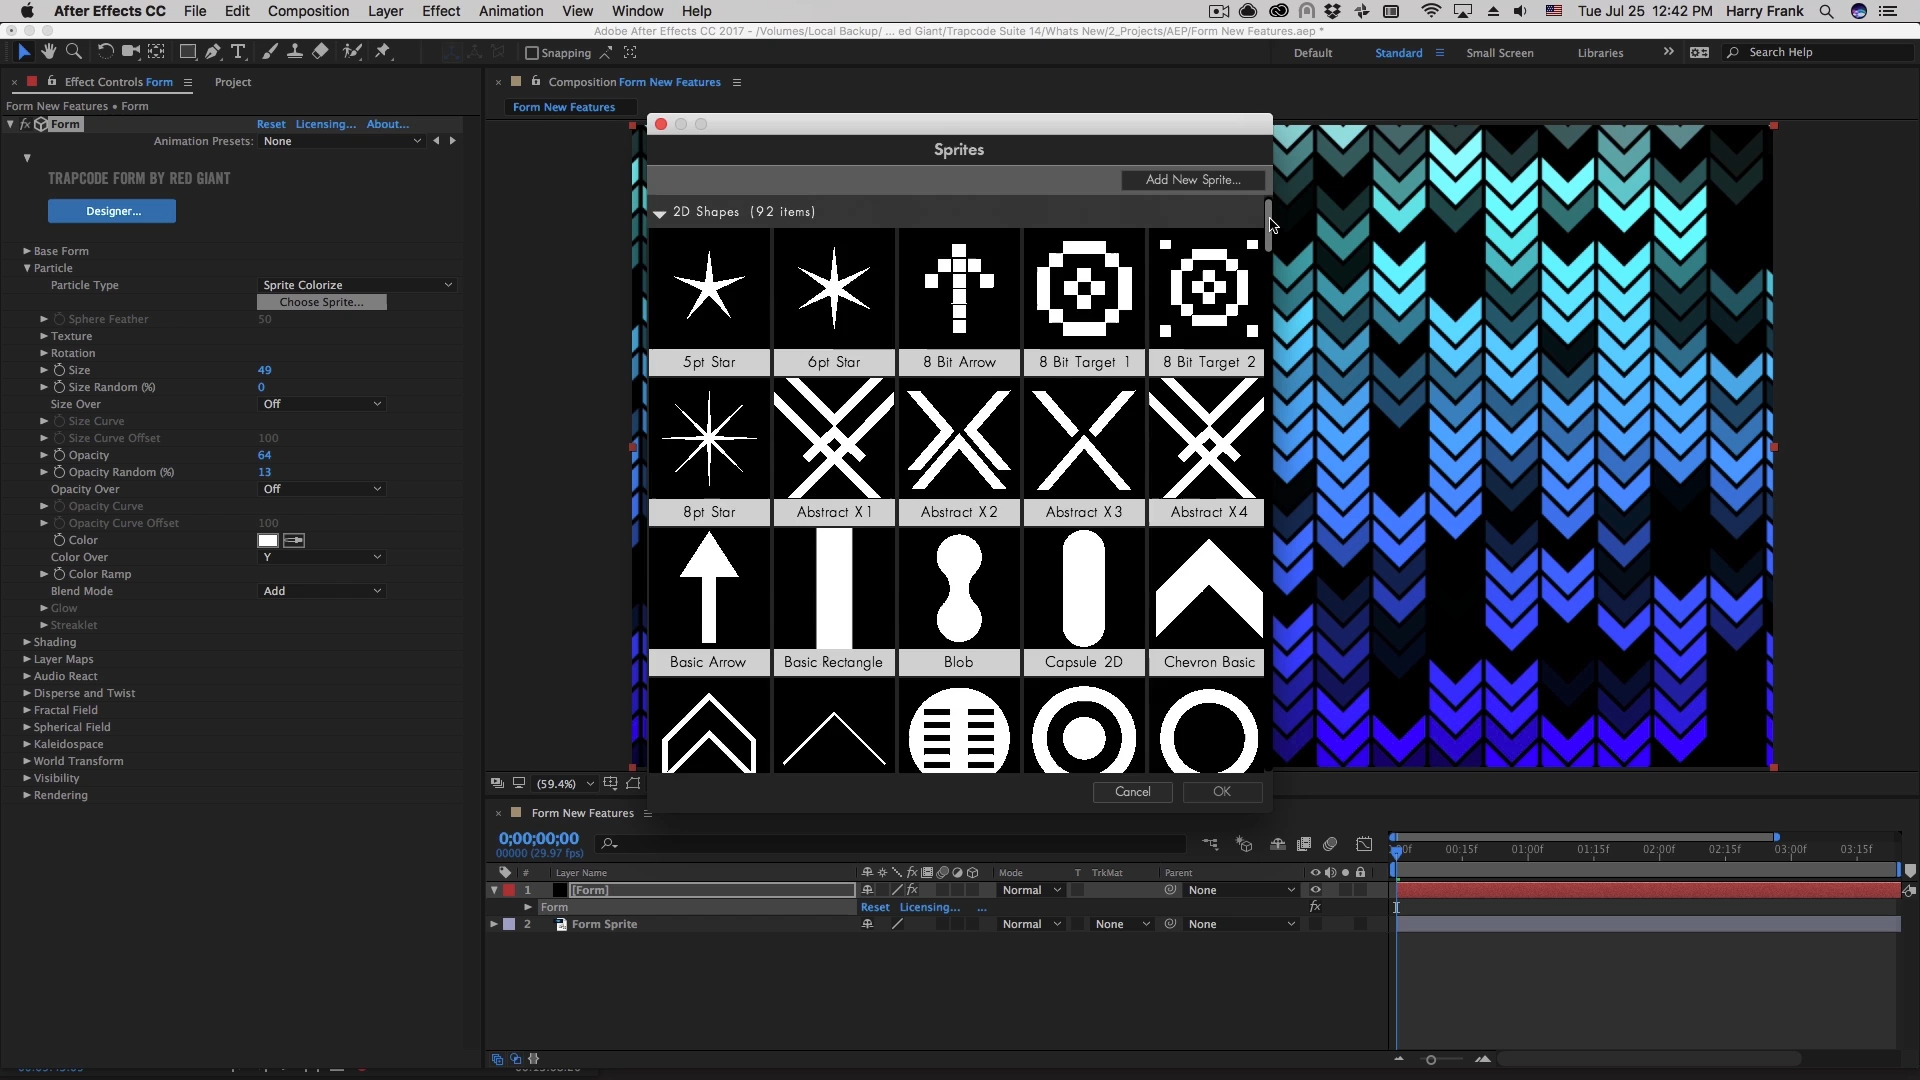 After Effects CC File Edit Composition Layer Effect Animation View Window Help Tue Jul 25 12:42 PM Harry Frank
Adobe After Effects CC 2017 - /Volumes/Local Backup/ ... ed Giant/Trapcode Suite 14/Whats New/2_Projects/AEP/Form New Features.aep *
Snapping Default Standard Small Screen Libraries Search Help
Effect Controls Form Project
Form New Features • Form
fx Form Reset Licensing... About...
Animation Presets: None
TRAPCODE FORM BY RED GIANT
Designer...
Base Form
Particle
Particle Type Sprite Colorize
Choose Sprite...
Sphere Feather 50
Texture
Rotation
Size 49
Size Random (%) 0
Size Over Off
Size Curve
Size Curve Offset 100
Opacity 64
Opacity Random (%) 13
Opacity Over Off
Opacity Curve
Opacity Curve Offset 100
Color
Color Over Y
Color Ramp
Blend Mode Add
Glow
Streaklet
Shading
Layer Maps
Audio React
Disperse and Twist
Fractal Field
Spherical Field
Kaleidospace
World Transform
Visibility
Rendering
Composition Form New Features
Form New Features
Sprites
Add New Sprite...
2D Shapes (92 items)
5pt Star 6pt Star 8 Bit Arrow 8 Bit Target 1 8 Bit Target 2
8pt Star Abstract X1 Abstract X2 Abstract X3 Abstract X4
Basic Arrow Basic Rectangle Blob Capsule 2D Chevron Basic
Cancel OK
(59.4%)
Form New Features
0;00;00;00
00000 (29.97 fps)
00f 00:15f 01:00f 01:15f 02:00f 02:15f 03:00f 03:15f
# Layer Name fx Mode T TrkMat Parent
1 [Form] fx Normal None
Form Reset Licensing... ... fx
2 Form Sprite Normal None None